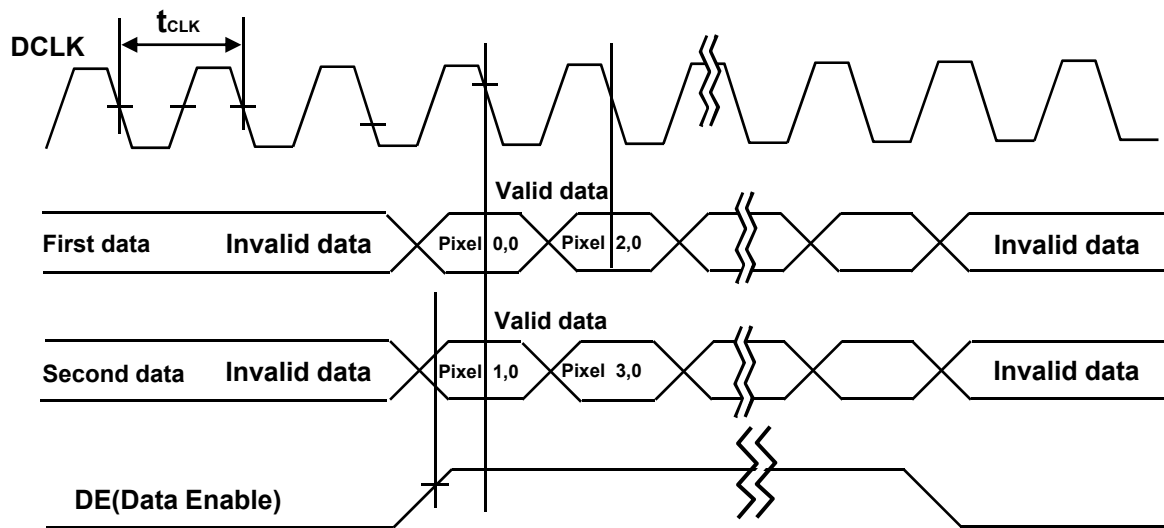 tCLK
DCLK
Valid data
First data Invalid data Pixel 0,0 Pixel 2,0 Invalid data
Valid data
Second data Invalid data Pixel 1,0 Pixel 3,0 Invalid data
DE(Data Enable)